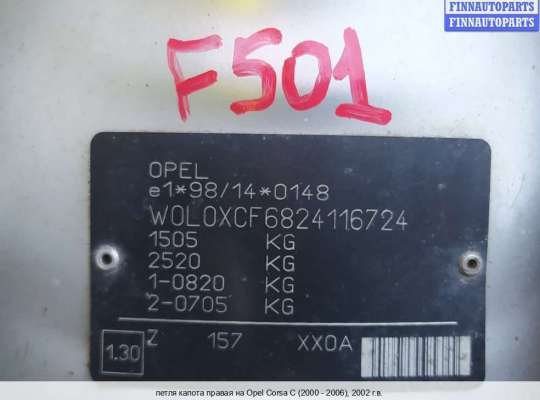 FINNAUTOPARTS
FINNAUTOPARTS
F501
OPEL
e1*98/14*0148
W0L0XCF6824116724
1505 KG
2520 KG
1-0820 KG
2-0705 KG
1.30 Z 157 XX0A
петля капота правая на Opel Corsa C (2000 - 2006), 2002 г.в.